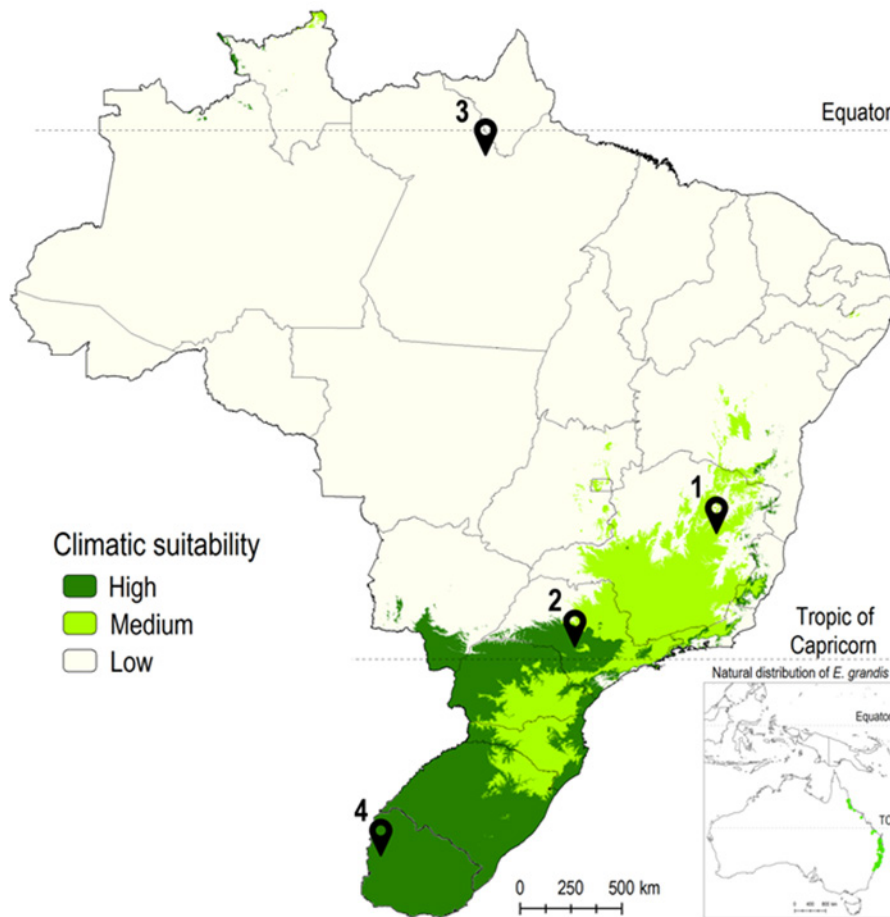 3
Equator
1
Climatic suitability
High
Medium
Low
2
Tropic of
Capricorn
Natural distribution of E. grandis
Equator
4
TC
0 250 500 km